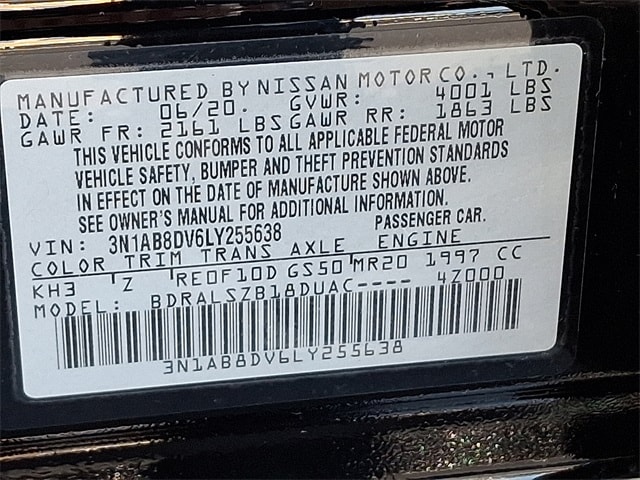 MANUFACTURED BY NISSAN MOTOR CO., LTD.
DATE: 06/20. GVWR: 4001 LBS
GAWR FR: 2161 LBS GAWR RR: 1863 LBS
THIS VEHICLE CONFORMS TO ALL APPLICABLE FEDERAL MOTOR
VEHICLE SAFETY, BUMPER AND THEFT PREVENTION STANDARDS
IN EFFECT ON THE DATE OF MANUFACTURE SHOWN ABOVE.
SEE OWNER'S MANUAL FOR ADDITIONAL INFORMATION.
VIN: 3N1AB8DV6LY255638 PASSENGER CAR.
COLOR TRIM TRANS AXLE ENGINE
KH3 Z RE0F10D GS50 MR20 1997 CC
MODEL: BDRALSZB18DUAC---- 4Z000
3N1AB8DV6LY255638